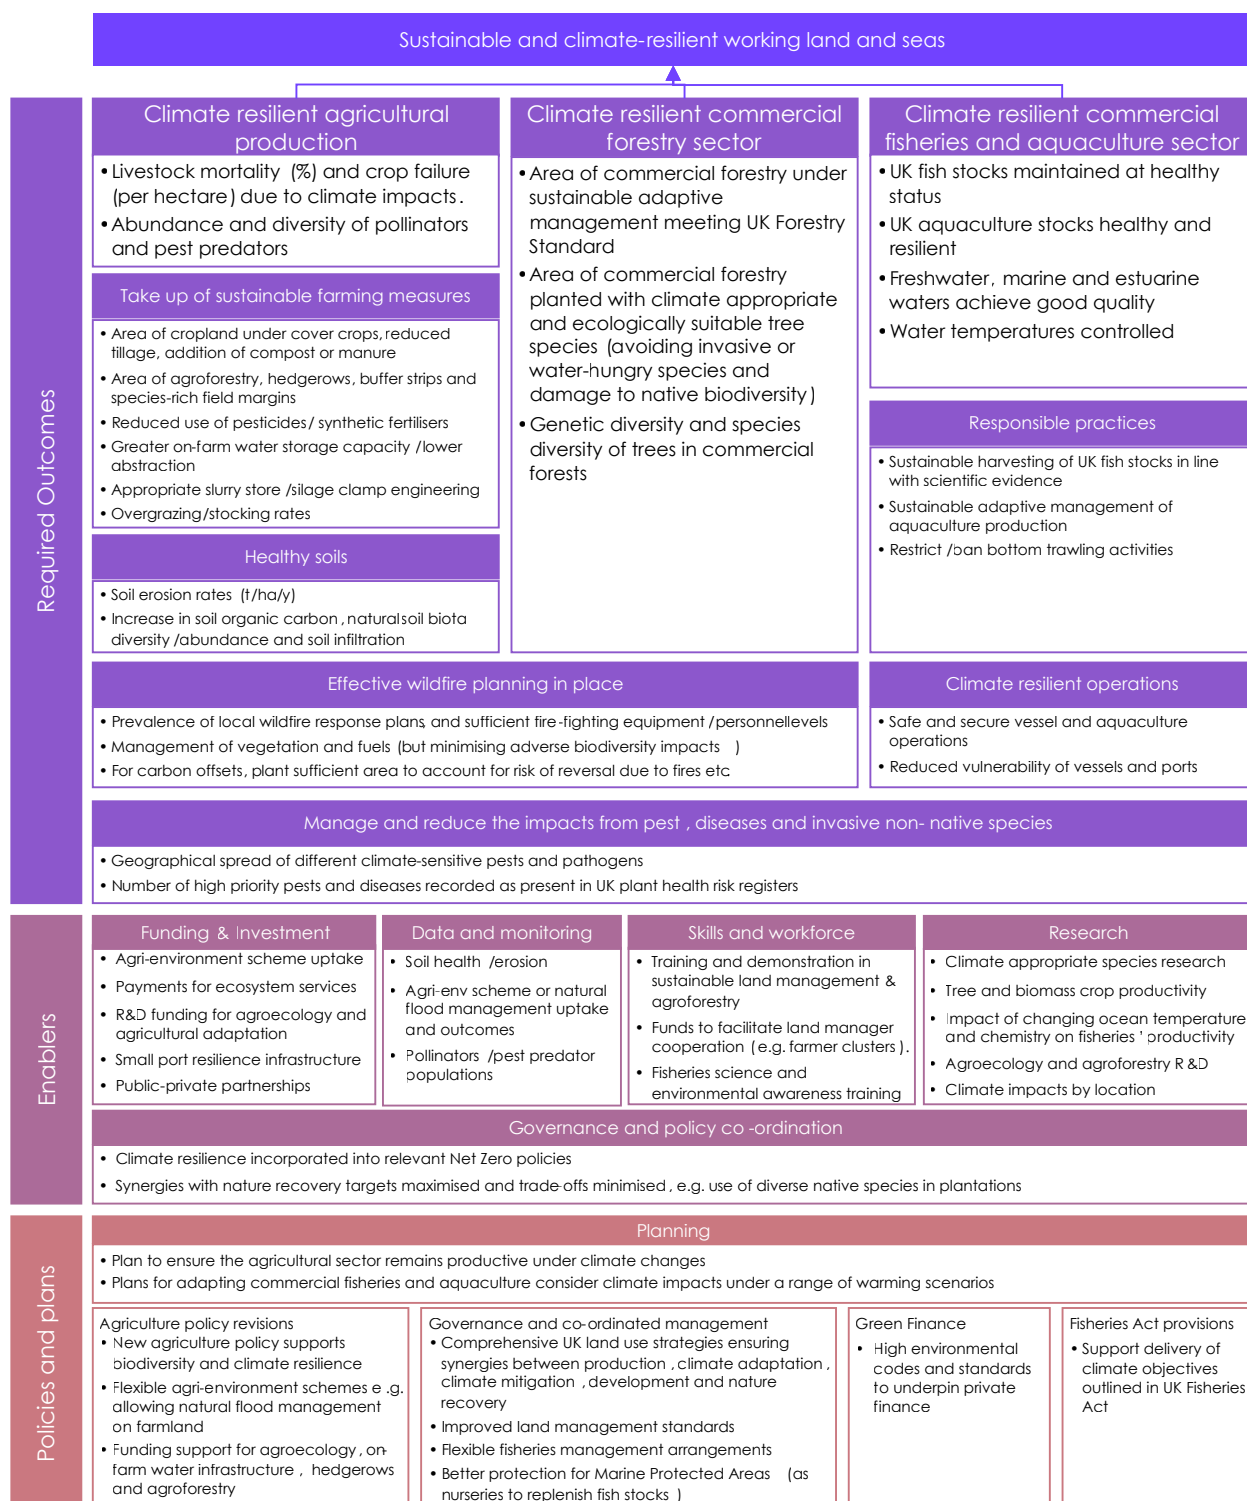 Sustainable and climate-resilient working land and seas
Required Outcomes
Climate resilient agricultural
production
• Livestock mortality (%) and crop failure
(per hectare) due to climate impacts.
• Abundance and diversity of pollinators
and pest predators
Take up of sustainable farming measures
• Area of cropland under cover crops, reduced
tillage, addition of compost or manure
• Area of agroforestry, hedgerows, buffer strips and
species-rich field margins
• Reduced use of pesticides/ synthetic fertilisers
• Greater on-farm water storage capacity /lower
abstraction
• Appropriate slurry store /silage clamp engineering
• Overgrazing/stocking rates
Healthy soils
• Soil erosion rates (t/ha/y)
• Increase in soil organic carbon, natural soil biota
diversity /abundance and soil infiltration
Climate resilient commercial
forestry sector
• Area of commercial forestry under
sustainable adaptive
management meeting UK Forestry
Standard
• Area of commercial forestry
planted with climate appropriate
and ecologically suitable tree
species (avoiding invasive or
water-hungry species and
damage to native biodiversity)
• Genetic diversity and species
diversity of trees in commercial
forests
Climate resilient commercial
fisheries and aquaculture sector
• UK fish stocks maintained at healthy
status
• UK aquaculture stocks healthy and
resilient
• Freshwater, marine and estuarine
waters achieve good quality
• Water temperatures controlled
Responsible practices
• Sustainable harvesting of UK fish stocks in line
with scientific evidence
• Sustainable adaptive management of
aquaculture production
• Restrict /ban bottom trawling activities
Effective wildfire planning in place
• Prevalence of local wildfire response plans, and sufficient fire-fighting equipment /personnel levels
• Management of vegetation and fuels (but minimising adverse biodiversity impacts )
• For carbon offsets, plant sufficient area to account for risk of reversal due to fires etc.
Climate resilient operations
• Safe and secure vessel and aquaculture
operations
• Reduced vulnerability of vessels and ports
Manage and reduce the impacts from pest , diseases and invasive non- native species
• Geographical spread of different climate-sensitive pests and pathogens
• Number of high priority pests and diseases recorded as present in UK plant health risk registers
Enablers
Funding & Investment
• Agri-environment scheme uptake
• Payments for ecosystem services
• R&D funding for agroecology and
agricultural adaptation
• Small port resilience infrastructure
• Public-private partnerships
Data and monitoring
• Soil health /erosion
• Agri-env scheme or natural
flood management uptake
and outcomes
• Pollinators /pest predator
populations
Skills and workforce
• Training and demonstration in
sustainable land management &
agroforestry
• Funds to facilitate land manager
cooperation (e.g. farmer clusters).
• Fisheries science and
environmental awareness training
Research
• Climate appropriate species research
• Tree and biomass crop productivity
• Impact of changing ocean temperature
and chemistry on fisheries ' productivity
• Agroecology and agroforestry R &D
• Climate impacts by location
Governance and policy co -ordination
• Climate resilience incorporated into relevant Net Zero policies
• Synergies with nature recovery targets maximised and trade-offs minimised, e.g. use of diverse native species in plantations
Policies and plans
Planning
• Plan to ensure the agricultural sector remains productive under climate changes
• Plans for adapting commercial fisheries and aquaculture consider climate impacts under a range of warming scenarios
Agriculture policy revisions
• New agriculture policy supports
biodiversity and climate resilience
• Flexible agri-environment schemes e.g.
allowing natural flood management
on farmland
• Funding support for agroecology, on-
farm water infrastructure , hedgerows
and agroforestry
Governance and co-ordinated management
• Comprehensive UK land use strategies ensuring
synergies between production , climate adaptation ,
climate mitigation , development and nature
recovery
• Improved land management standards
• Flexible fisheries management arrangements
• Better protection for Marine Protected Areas (as
nurseries to replenish fish stocks )
Green Finance
• High environmental
codes and standards
to underpin private
finance
Fisheries Act provisions
• Support delivery of
climate objectives
outlined in UK Fisheries
Act